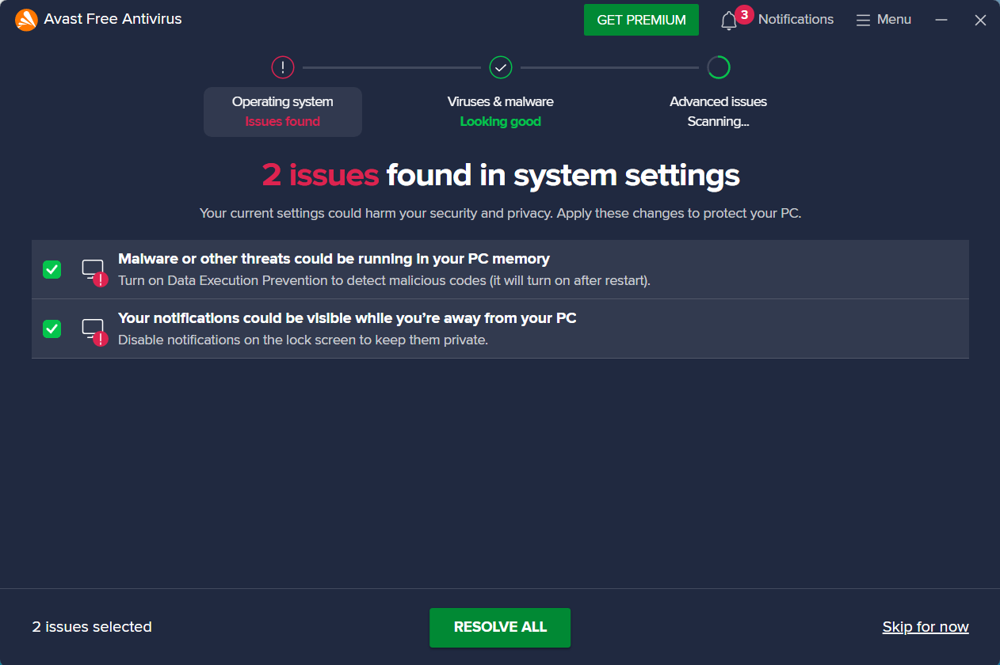 Avast Free Antivirus
GET PREMIUM
3
Notifications
Menu
Operating system
Issues found
Viruses & malware
Looking good
Advanced issues
Scanning...
2 issues found in system settings
Your current settings could harm your security and privacy. Apply these changes to protect your PC.
Malware or other threats could be running in your PC memory
Turn on Data Execution Prevention to detect malicious codes (it will turn on after restart).
Your notifications could be visible while you’re away from your PC
Disable notifications on the lock screen to keep them private.
2 issues selected
RESOLVE ALL
Skip for now